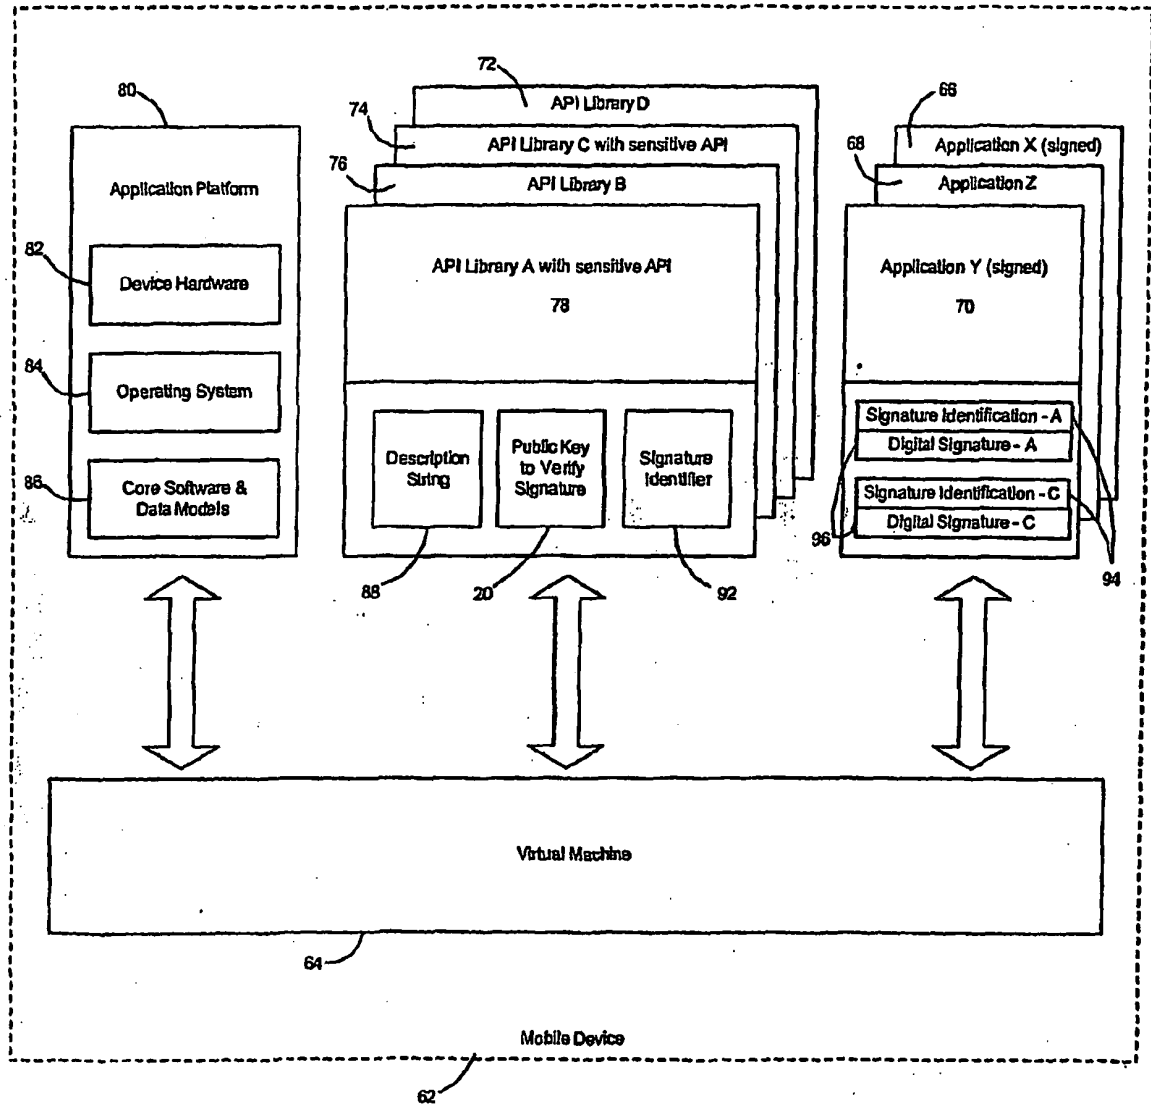 72
API Library D
80
74
API Library C with sensitive API
66
Application X (signed)
76
API Library B
68
Application Z
Application Platform
API Library A with sensitive API
78
Application Y (signed)
70
82
Device Hardware
84
Operating System
86
Core Software &
Data Models
Description
String
Public Key
to Verify
Signature
Signature
Identifier
Signature Identification - A
Digital Signature - A
Signature Identification - C
Digital Signature - C
96
94
88
20
92
Virtual Machine
64
Mobile Device
62